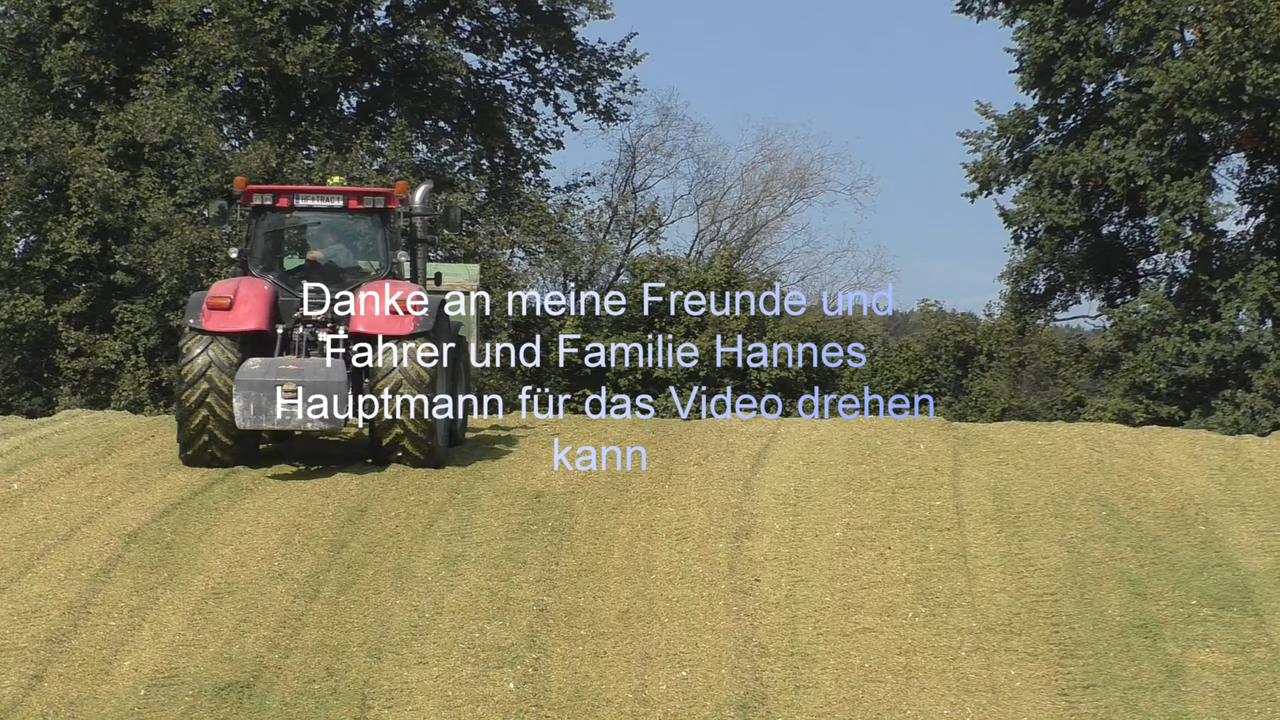 Danke an meine Freunde und
Fahrer und Familie Hannes
Hauptmann für das Video drehen
kann